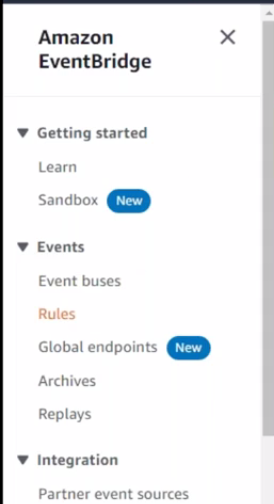 Amazon
EventBridge
Getting started
Learn
Sandbox New
Events
Event buses
Rules
Global endpoints New
Archives
Replays
Integration
Partner event sources